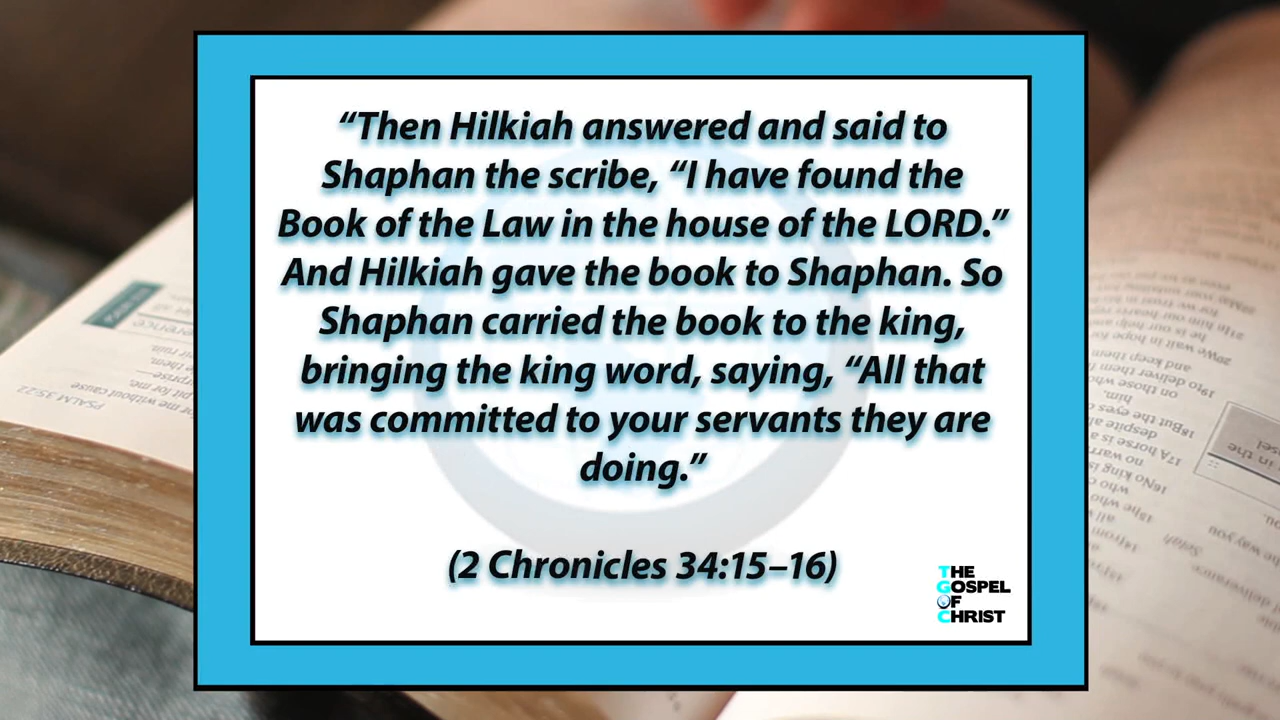 “Then Hilkiah answered and said to
Shaphan the scribe, “I have found the
Book of the Law in the house of the LORD.”
And Hilkiah gave the book to Shaphan. So
Shaphan carried the book to the king,
bringing the king word, saying, “All that
was committed to your servants they are
doing.”
(2 Chronicles 34:15–16)
THE
GOSPEL
OF
CHRIST
PSALM 35:22